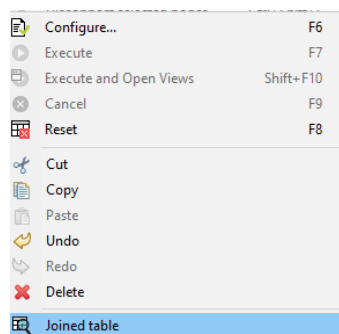 Configure... F6
Execute F7
Execute and Open Views Shift+F10
Cancel F9
Reset F8
Cut
Copy
Paste
Undo
Redo
Delete
Joined table